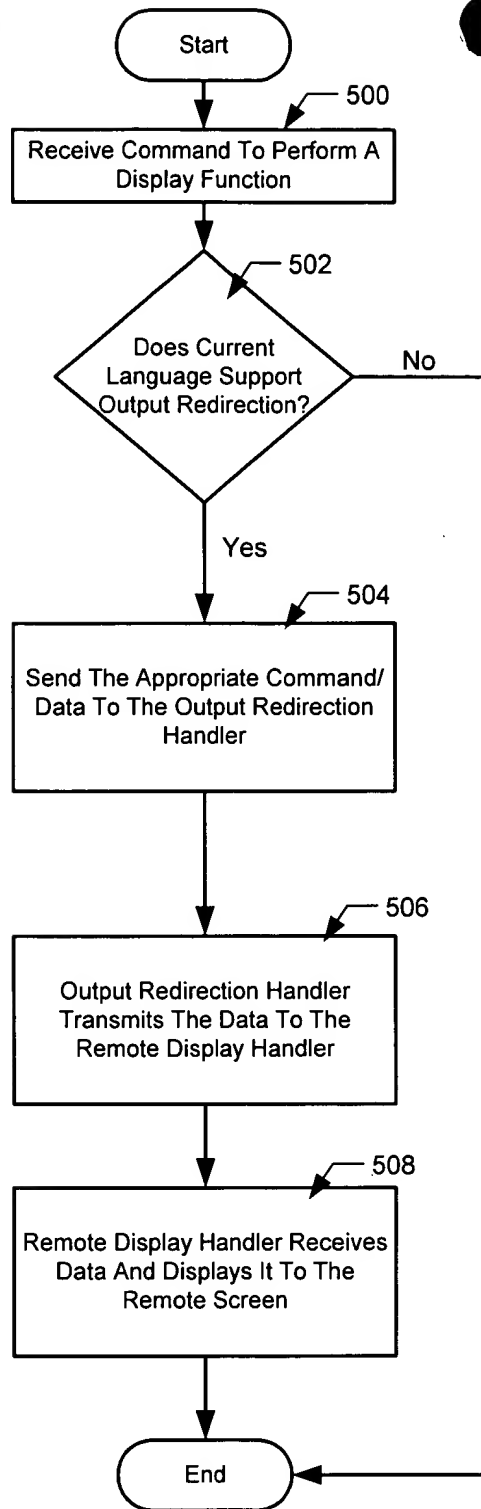 Start
500
Receive Command To Perform A
Display Function
502
Does Current
Language Support
Output Redirection?
No
Yes
504
Send The Appropriate Command/
Data To The Output Redirection
Handler
506
Output Redirection Handler
Transmits The Data To The
Remote Display Handler
508
Remote Display Handler Receives
Data And Displays It To The
Remote Screen
End